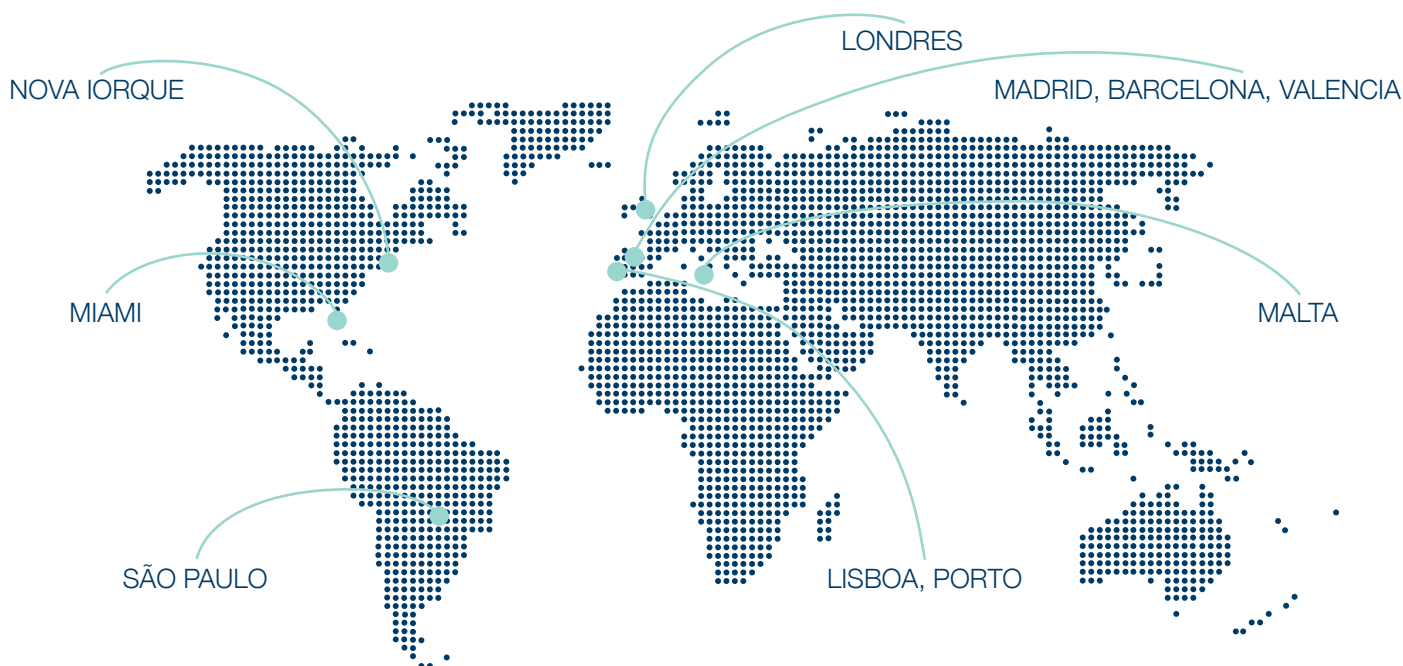 LONDRES
NOVA IORQUE
MADRID, BARCELONA, VALENCIA
MIAMI
MALTA
SÃO PAULO
LISBOA, PORTO